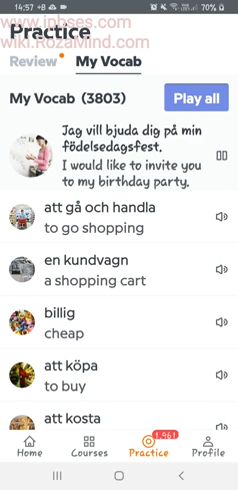 14:57 +B 70%
www.jpbses.com
Practice
wiki.RozaMind.com
Review My Vocab
My Vocab (3803) Play all
Jag vill bjuda dig på min
födelsedagsfest.
I would like to invite you
to my birthday party.
att gå och handla
to go shopping
en kundvagn
a shopping cart
billig
cheap
att köpa
to buy
att kosta
1,961
Home Courses Practice Profile